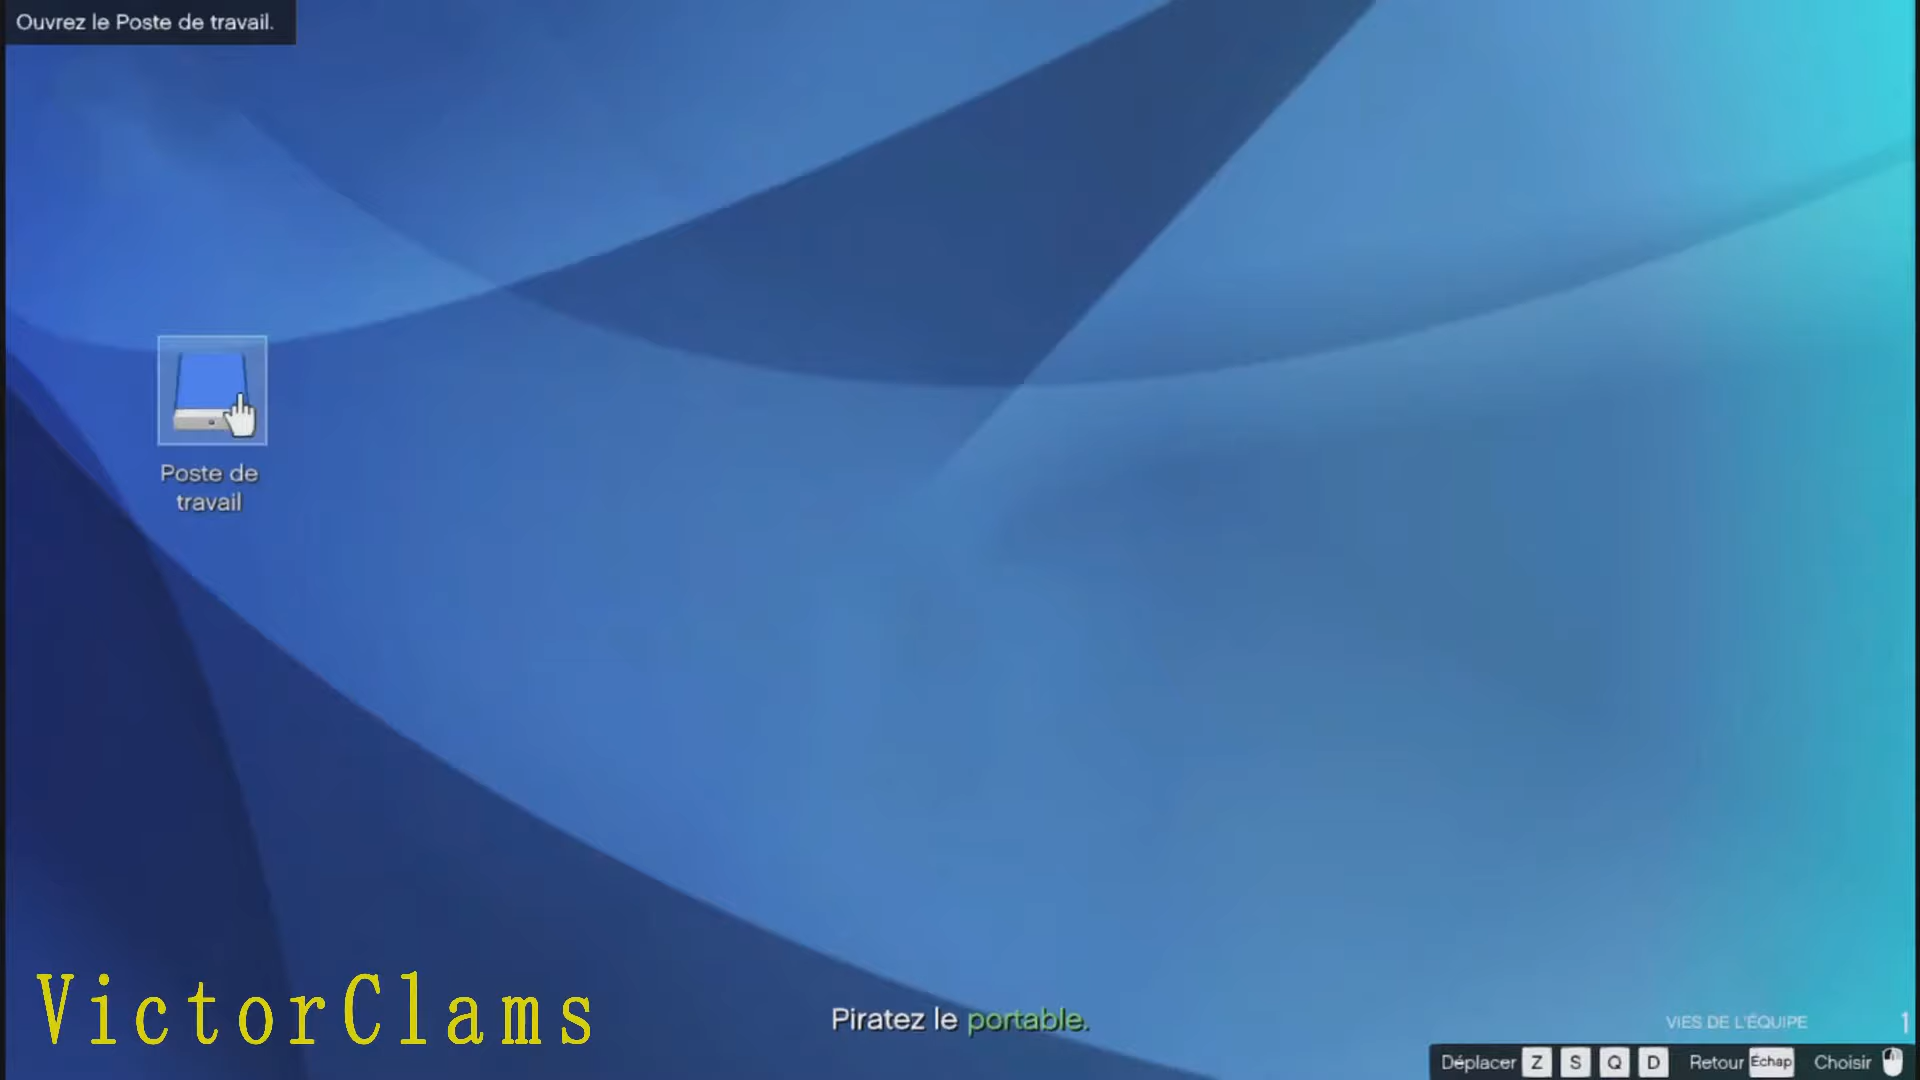 Ouvrez le Poste de travail.
Poste de
travail
VictorClams
Piratez le portable.
VIES DE L'ÉQUIPE 1
Déplacer Z S Q D Retour Échap Choisir